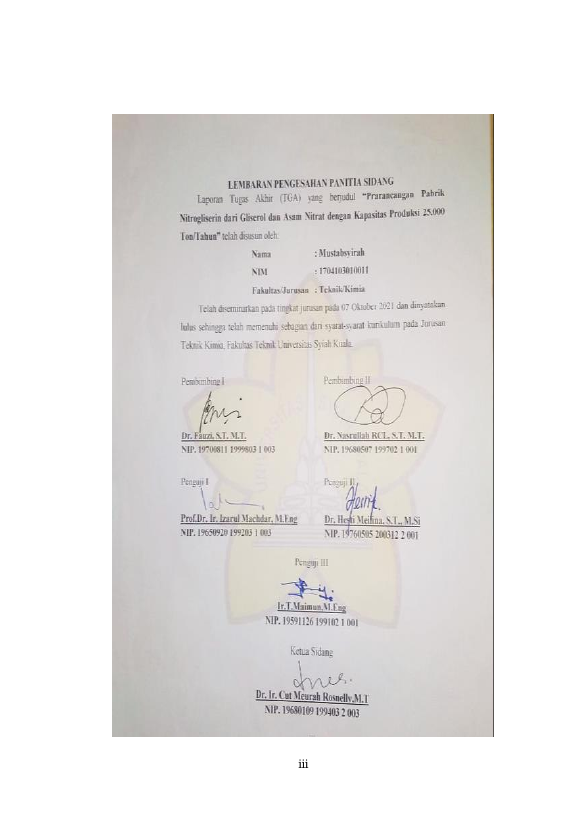 LEMBARAN PENGESAHAN PANITIA SIDANG
Laporan Tugas Akhir (TGA) yang berjudul “Prarancangan Pabrik
Nitrogliserin dari Gliserol dan Asam Nitrat dengan Kapasitas Produksi 25.000
Ton/Tahun” telah disusun oleh:
Nama : Mustabsyirah
NIM : 1704103010011
Fakultas/Jurusan : Teknik/Kimia
Telah diseminarkan pada tingkat jurusan pada 07 Oktober 2021 dan dinyatakan
lulus sehingga telah memenuhi sebagian dari syarat-syarat kurikulum pada Jurusan
Teknik Kimia, Fakultas Teknik Universitas Syiah Kuala.
Pembimbing I Pembimbing II
Dr. Fauzi, S.T, M.T. Dr. Nasrullah RCL, S.T. M.T.
NIP. 19700811 1999803 1 003 NIP. 19680507 199702 1 001
Penguji I Penguji II
Prof.Dr. Ir. Izarul Machdar, M.Eng Dr. Hesti Meilina, S.T., M.Si
NIP. 19650920 199203 1 003 NIP. 19760505 200312 2 001
Penguji III
Ir.T.Maimun,M.Eng
NIP. 19591126 199102 1 001
Ketua Sidang
Dr. Ir. Cut Meurah Rosnelly,M.T
NIP. 19680109 199403 2 003
iii